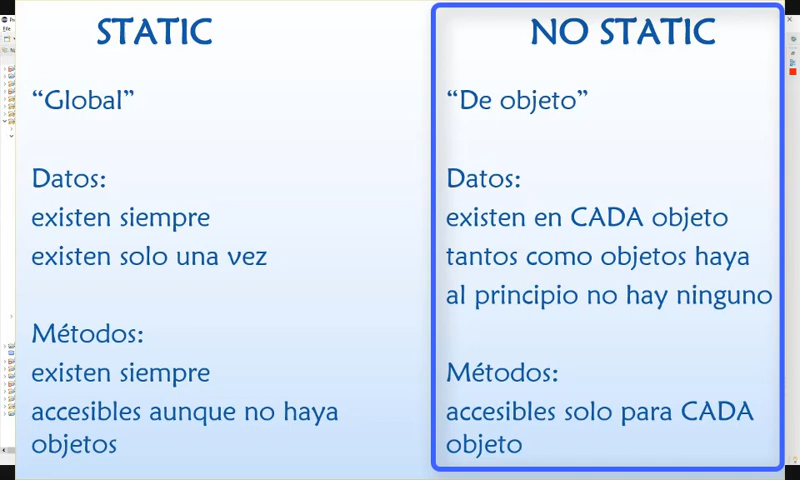 STATIC
“Global”
Datos:
existen siempre
existen solo una vez
Métodos:
existen siempre
accesibles aunque no haya
objetos
NO STATIC
“De objeto”
Datos:
existen en CADA objeto
tantos como objetos haya
al principio no hay ninguno
Métodos:
accesibles solo para CADA
objeto